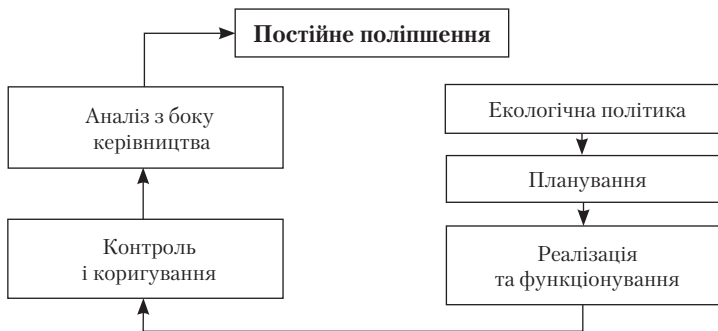 Постійне поліпшення
Аналіз з боку
керівництва
Екологічна політика
Планування
Контроль
і коригування
Реалізація
та функціонування